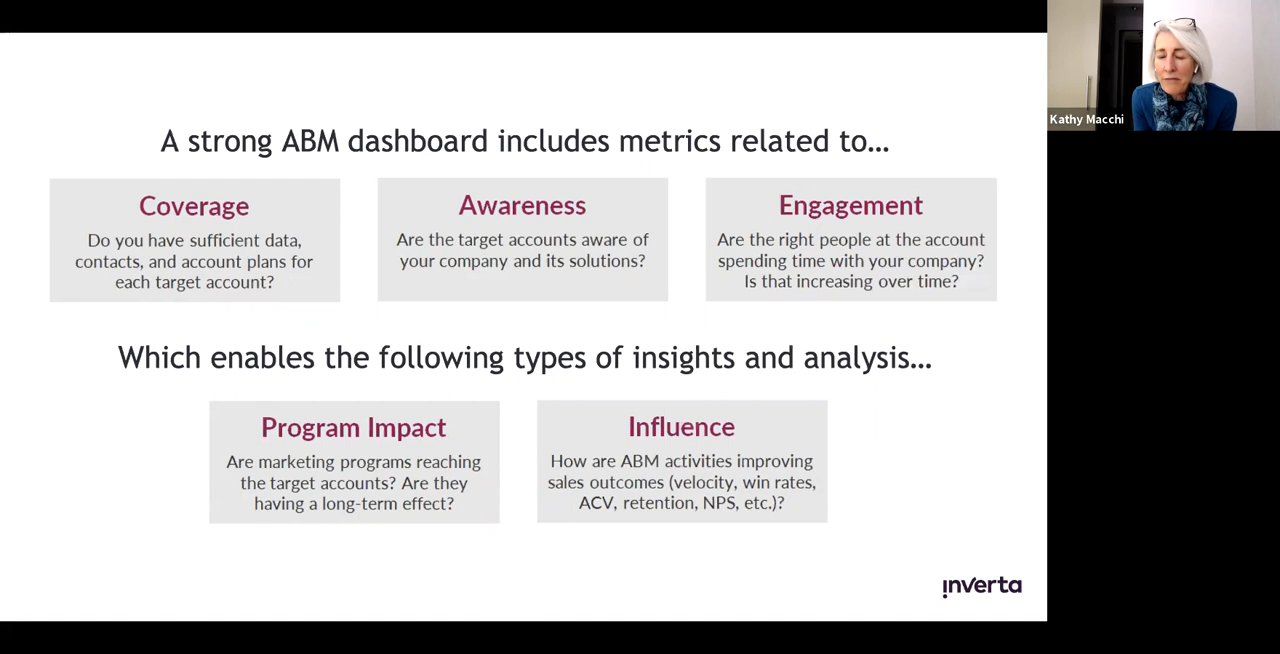 A strong ABM dashboard includes metrics related to…
Coverage
Do you have sufficient data,
contacts, and account plans for
each target account?
Awareness
Are the target accounts aware of
your company and its solutions?
Engagement
Are the right people at the account
spending time with your company?
Is that increasing over time?
Which enables the following types of insights and analysis…
Program Impact
Are marketing programs reaching
the target accounts? Are they
having a long-term effect?
Influence
How are ABM activities improving
sales outcomes (velocity, win rates,
ACV, retention, NPS, etc.)?
inverta
Kathy Macchi